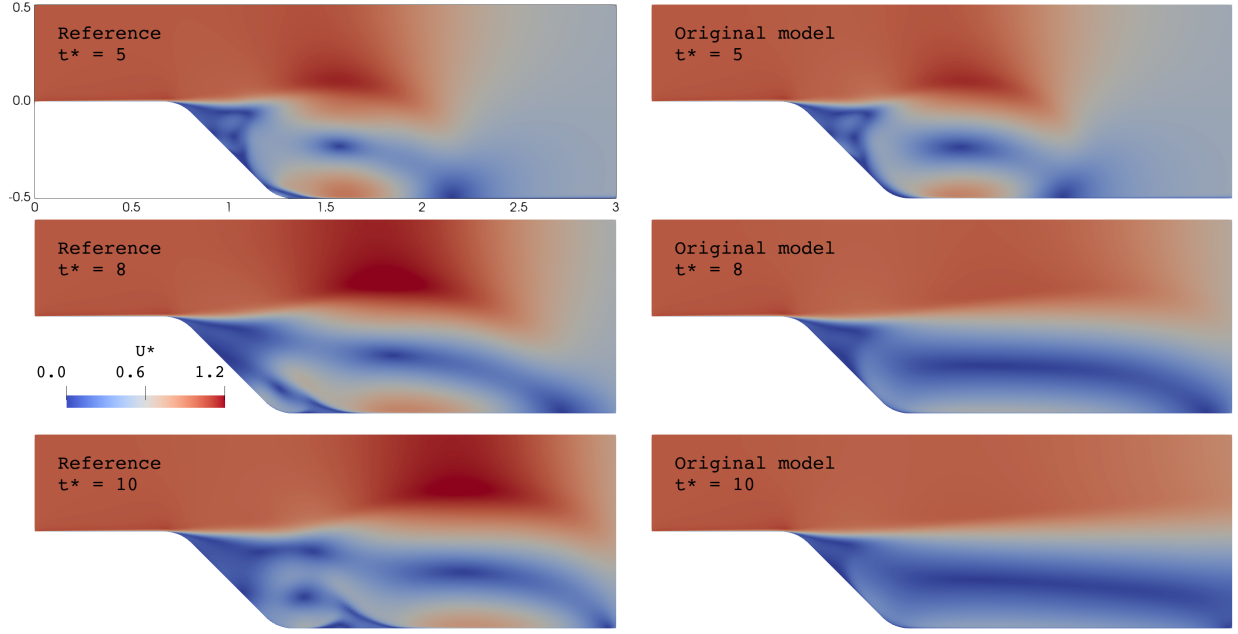 0.5
Reference
t* = 5
0.0
-0.5
0
0.5
1
1.5
2
2.5
3
Original model
t* = 5
Reference
t* = 8
U*
0.0 0.6 1.2
Original model
t* = 8
Reference
t* = 10
Original model
t* = 10